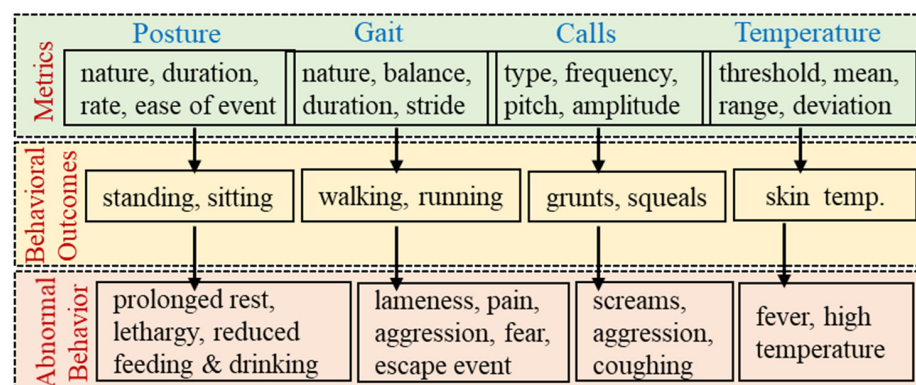 Posture
Gait
Calls
Temperature
Metrics
nature, duration,
rate, ease of event
nature, balance,
duration, stride
type, frequency,
pitch, amplitude
threshold, mean,
range, deviation
Behavioral
Outcomes
standing, sitting
walking, running
grunts, squeals
skin temp.
Abnormal
Behavior
prolonged rest,
lethargy, reduced
feeding & drinking
lameness, pain,
aggression, fear,
escape event
screams,
aggression,
coughing
fever, high
temperature